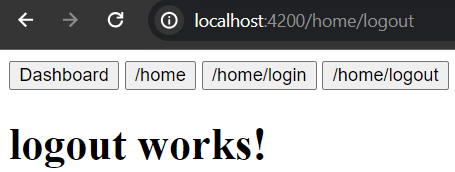 localhost:4200/home/logout
Dashboard /home /home/login /home/logout
logout works!